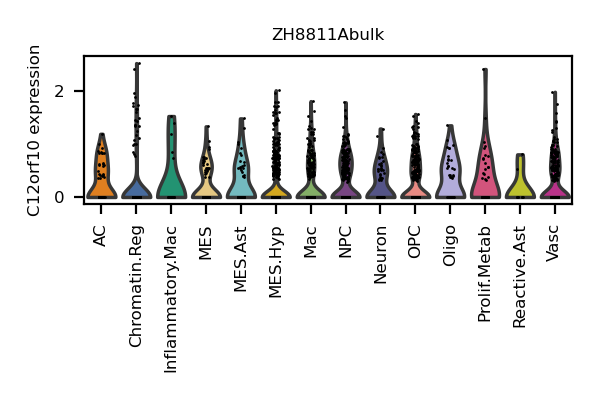 ZH8811Abulk
C12orf10 expression
2
0
AC
Chromatin.Reg
Inflammatory.Mac
MES
MES.Ast
MES.Hyp
Mac
NPC
Neuron
OPC
Oligo
Prolif.Metab
Reactive.Ast
Vasc